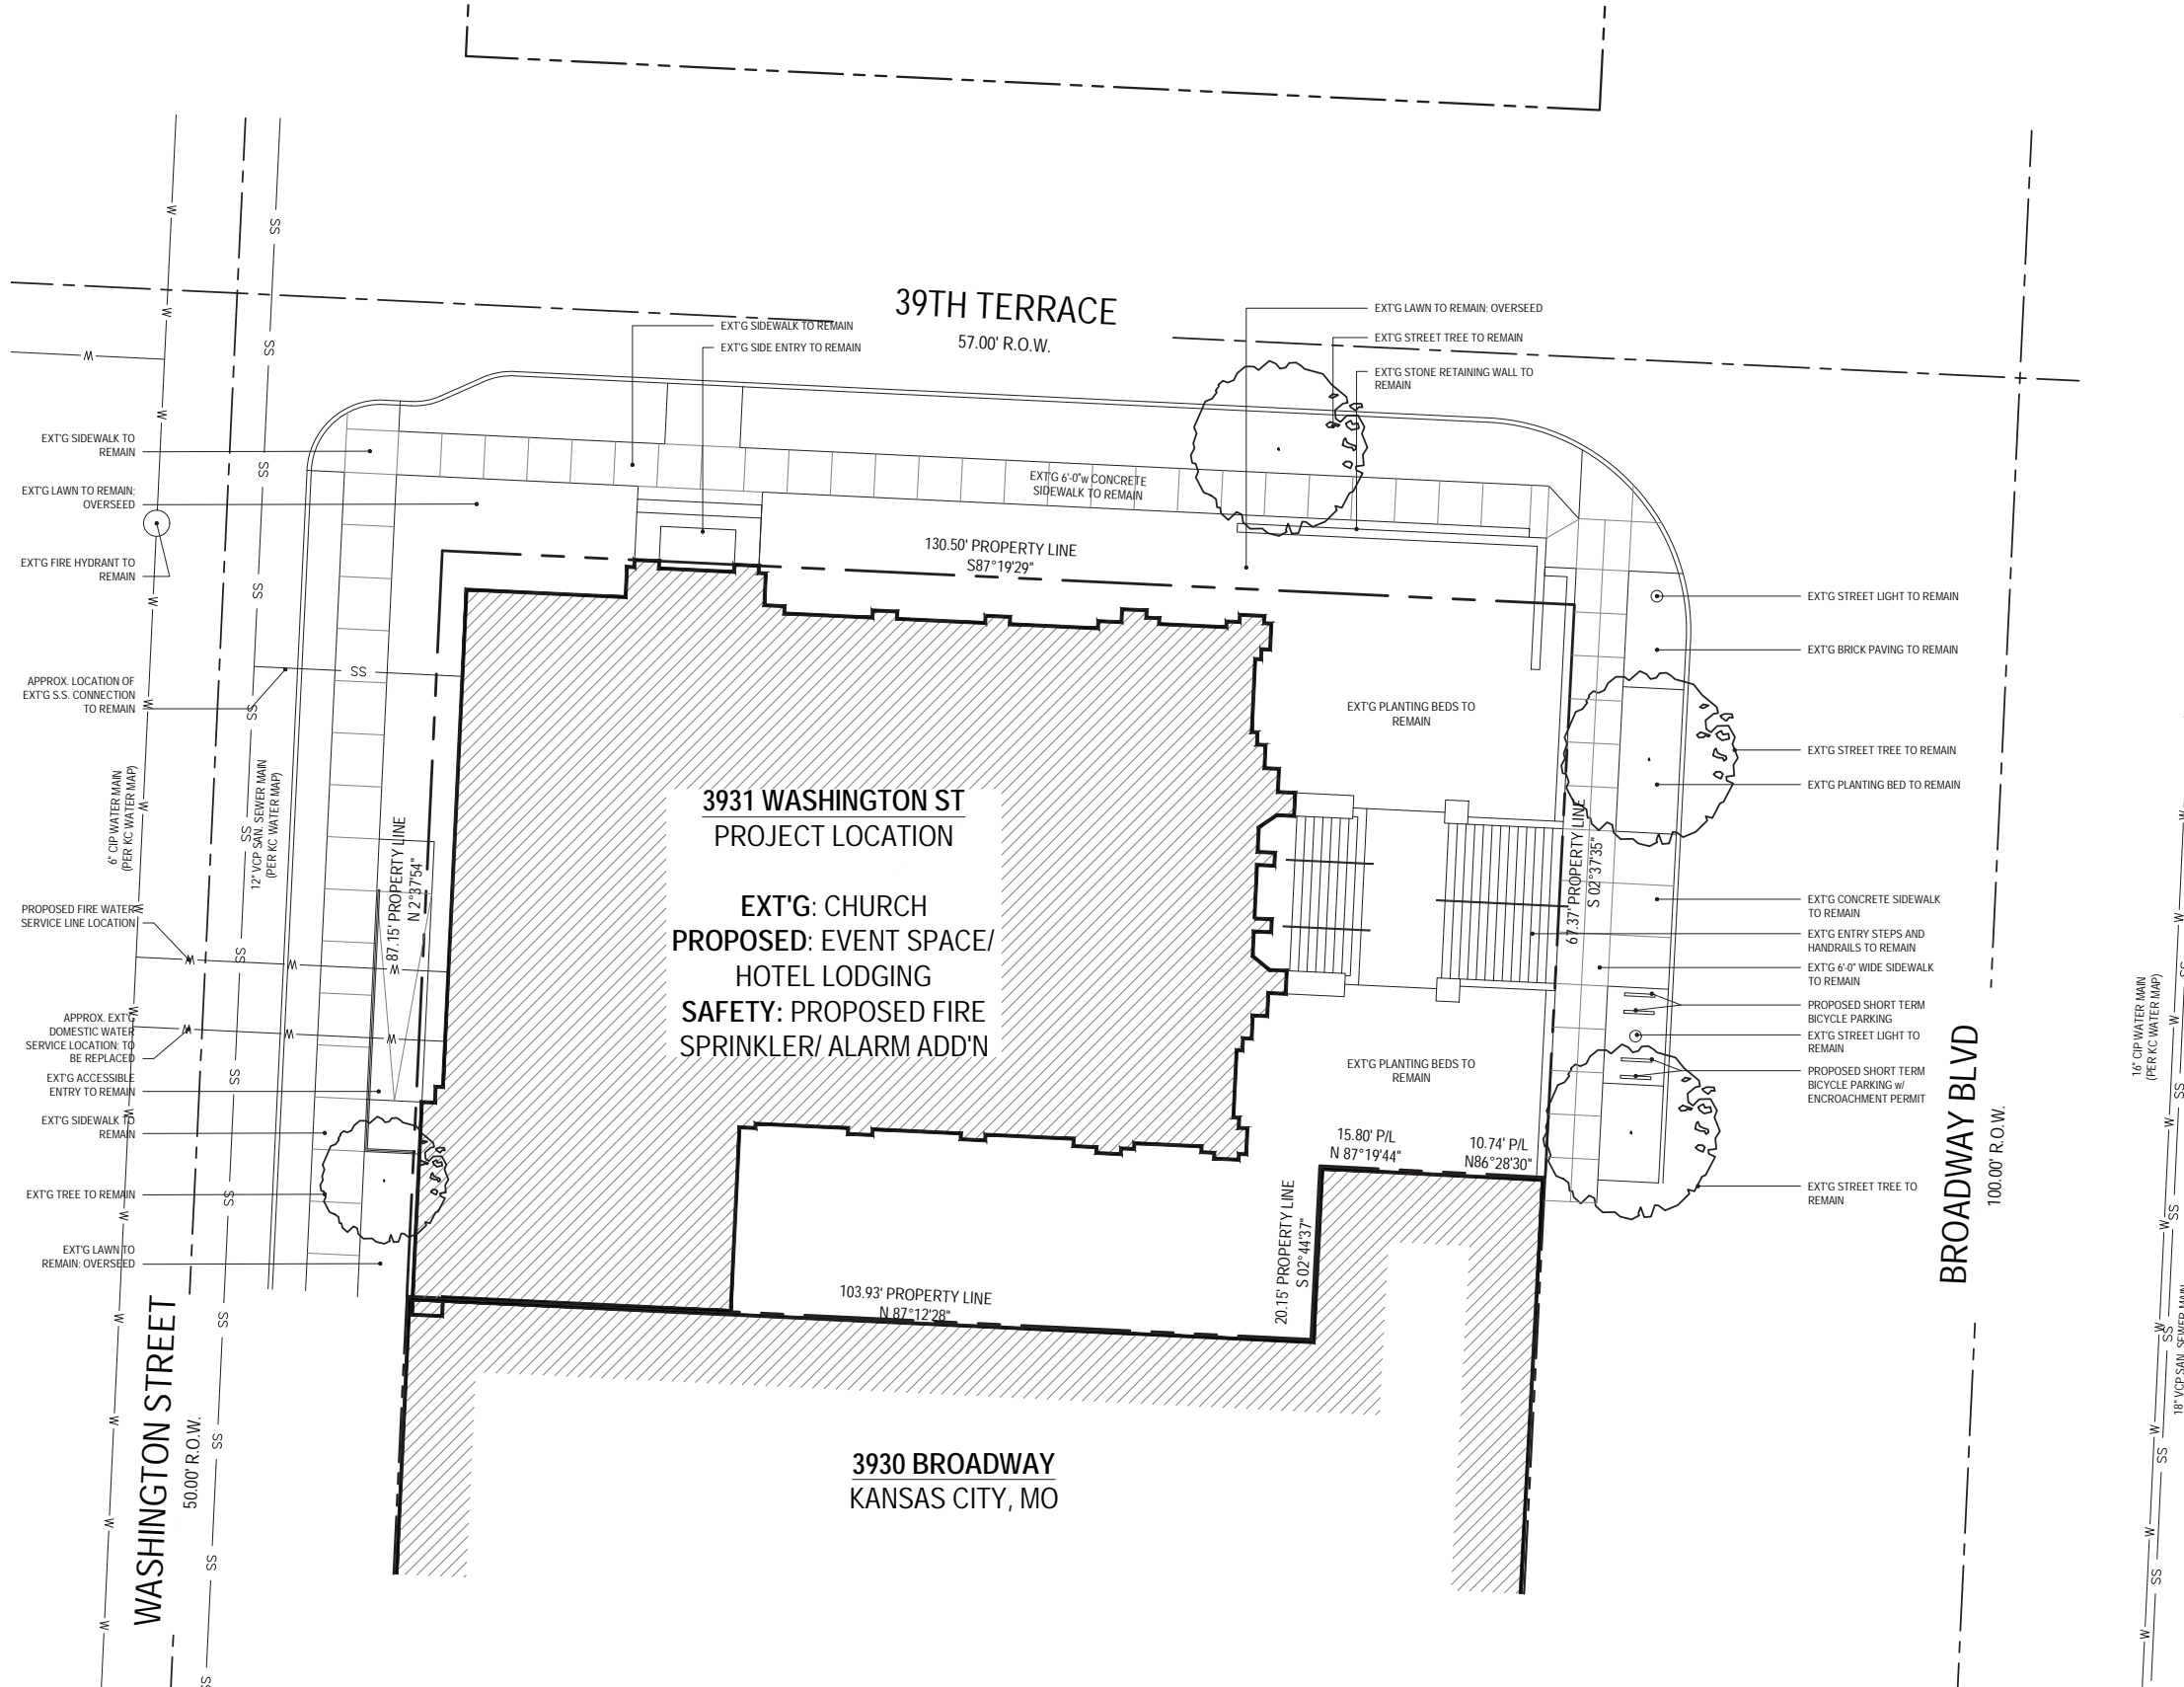 39TH TERRACE
57.00' R.O.W.
EXT'G SIDEWALK TO REMAIN
EXT'G SIDE ENTRY TO REMAIN
EXT'G LAWN TO REMAIN; OVERSEED
EXT'G STREET TREE TO REMAIN
EXT'G STONE RETAINING WALL TO
REMAIN
EXT'G SIDEWALK TO
REMAIN
EXT'G LAWN TO REMAIN;
OVERSEED
EXT'G FIRE HYDRANT TO
REMAIN
APPROX. LOCATION OF
EXT'G S.S. CONNECTION
TO REMAIN
6" CIP WATER MAIN
(PER KC WATER MAP)
12" VCP SAN. SEWER MAIN
(PER KC WATER MAP)
PROPOSED FIRE WATER
SERVICE LINE LOCATION
APPROX. EXT'G
DOMESTIC WATER
SERVICE LOCATION; TO
BE REPLACED
EXT'G ACCESSIBLE
ENTRY TO REMAIN
EXT'G SIDEWALK TO
REMAIN
EXT'G TREE TO REMAIN
EXT'G LAWN TO
REMAIN; OVERSEED
WASHINGTON STREET
50.00' R.O.W.
EXT'G 6'-0"w CONCRETE
SIDEWALK TO REMAIN
130.50' PROPERTY LINE
S87°19'29"
87.15' PROPERTY LINE
N 2°37'54"
3931 WASHINGTON ST
PROJECT LOCATION
EXT'G: CHURCH
PROPOSED: EVENT SPACE/
HOTEL LODGING
SAFETY: PROPOSED FIRE
SPRINKLER/ ALARM ADD'N
EXT'G PLANTING BEDS TO
REMAIN
67.37' PROPERTY LINE
S 02°37'35"
EXT'G PLANTING BEDS TO
REMAIN
15.80' P/L
N 87°19'44"
10.74' P/L
N86°28'30"
20.15' PROPERTY LINE
S 02°44'37"
103.93' PROPERTY LINE
N 87°12'28"
3930 BROADWAY
KANSAS CITY, MO
EXT'G STREET LIGHT TO REMAIN
EXT'G BRICK PAVING TO REMAIN
EXT'G STREET TREE TO REMAIN
EXT'G PLANTING BED TO REMAIN
EXT'G CONCRETE SIDEWALK
TO REMAIN
EXT'G ENTRY STEPS AND
HANDRAILS TO REMAIN
EXT'G 6'-0" WIDE SIDEWALK
TO REMAIN
PROPOSED SHORT TERM
BICYCLE PARKING
EXT'G STREET LIGHT TO
REMAIN
PROPOSED SHORT TERM
BICYCLE PARKING w/
ENCROACHMENT PERMIT
EXT'G STREET TREE TO
REMAIN
BROADWAY BLVD
100.00' R.O.W.
16" CIP WATER MAIN
(PER KC WATER MAP)
18" VCP SAN. SEWER MAIN